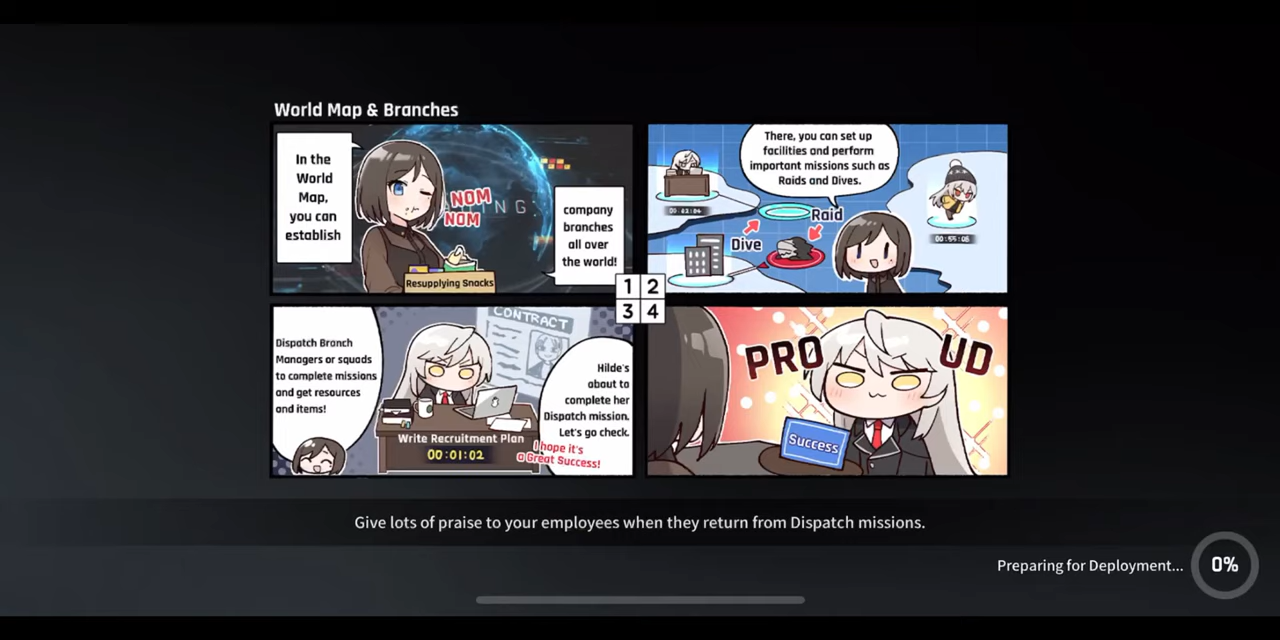 World Map & Branches
In the
World
Map,
you can
establish
NOM
NOM
company
branches
all over
the world!
Resupplying Snacks
There, you can set up
facilities and perform
important missions such as
Raids and Dives.
Raid
Dive
00:55:05
1 2
3 4
Dispatch Branch
Managers or squads
to complete missions
and get resources
and items!
CONTRACT
Hilde's
about to
complete her
Dispatch mission.
Let's go check.
I hope it's
a Great Success!
Write Recruitment Plan
00:01:02
PROUD
Success
Give lots of praise to your employees when they return from Dispatch missions.
Preparing for Deployment...
0%